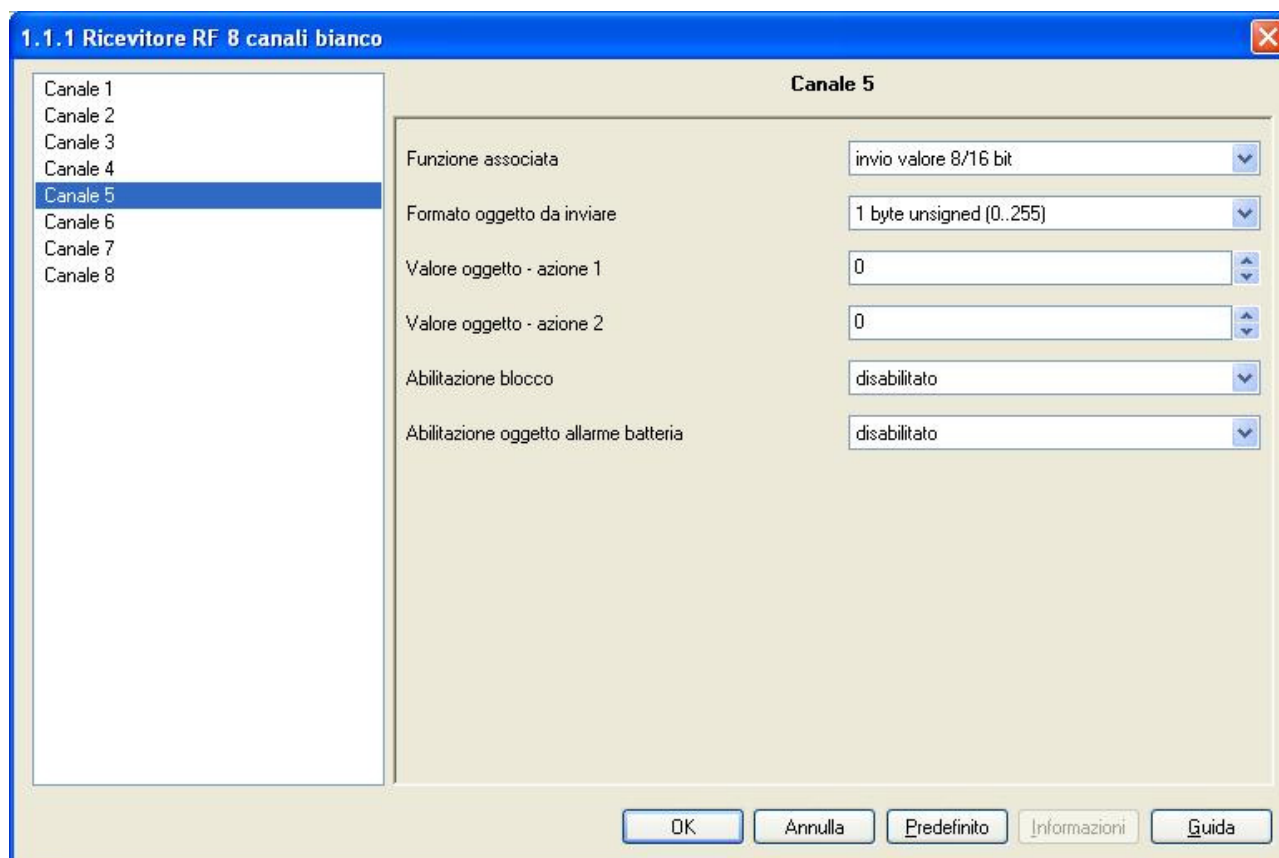 1.1.1 Ricevitore RF 8 canali bianco
Canale 1
Canale 2
Canale 3
Canale 4
Canale 5
Canale 6
Canale 7
Canale 8
Canale 5
Funzione associata invio valore 8/16 bit
Formato oggetto da inviare 1 byte unsigned (0..255)
Valore oggetto - azione 1 0
Valore oggetto - azione 2 0
Abilitazione blocco disabilitato
Abilitazione oggetto allarme batteria disabilitato
OK Annulla Predefinito Informazioni Guida